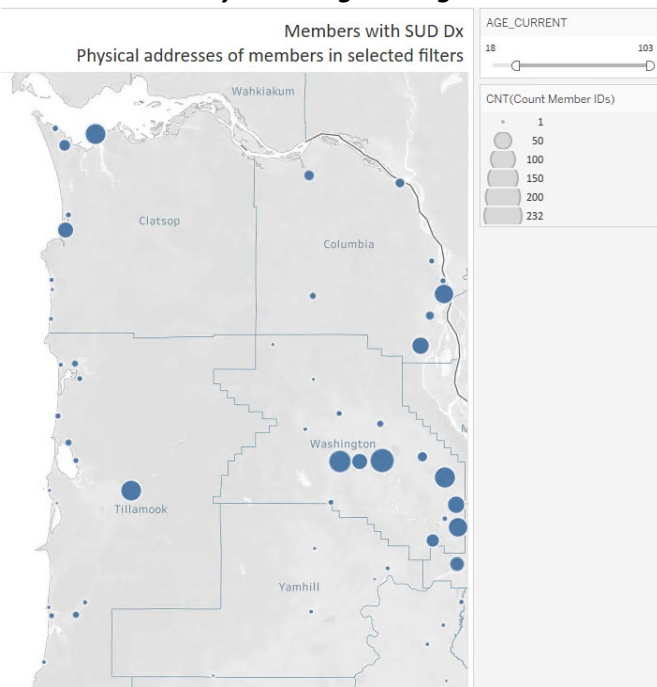 Members with SUD Dx
Physical addresses of members in selected filters
AGE_CURRENT
18 103
CNT(Count Member IDs)
1
50
100
150
200
232
Wahkiakum
Clatsop
Columbia
Washington
Tillamook
Yamhill